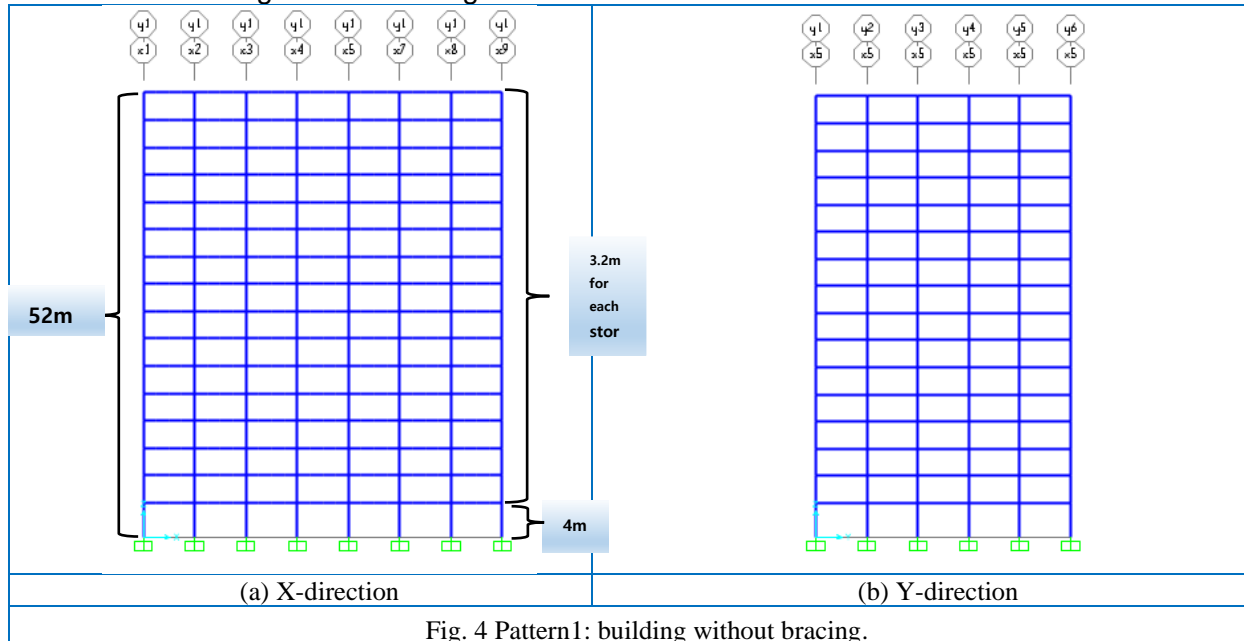 y1 y1 y1 y1 y1 y1 y1 y1
x1 x2 x3 x4 x5 x7 x8 x9
y1 y2 y3 y4 y5 y6
x5 x5 x5 x5 x5 x5
52m
3.2m
for
each
stor
4m
(a) X-direction
(b) Y-direction
Fig. 4 Pattern1: building without bracing.